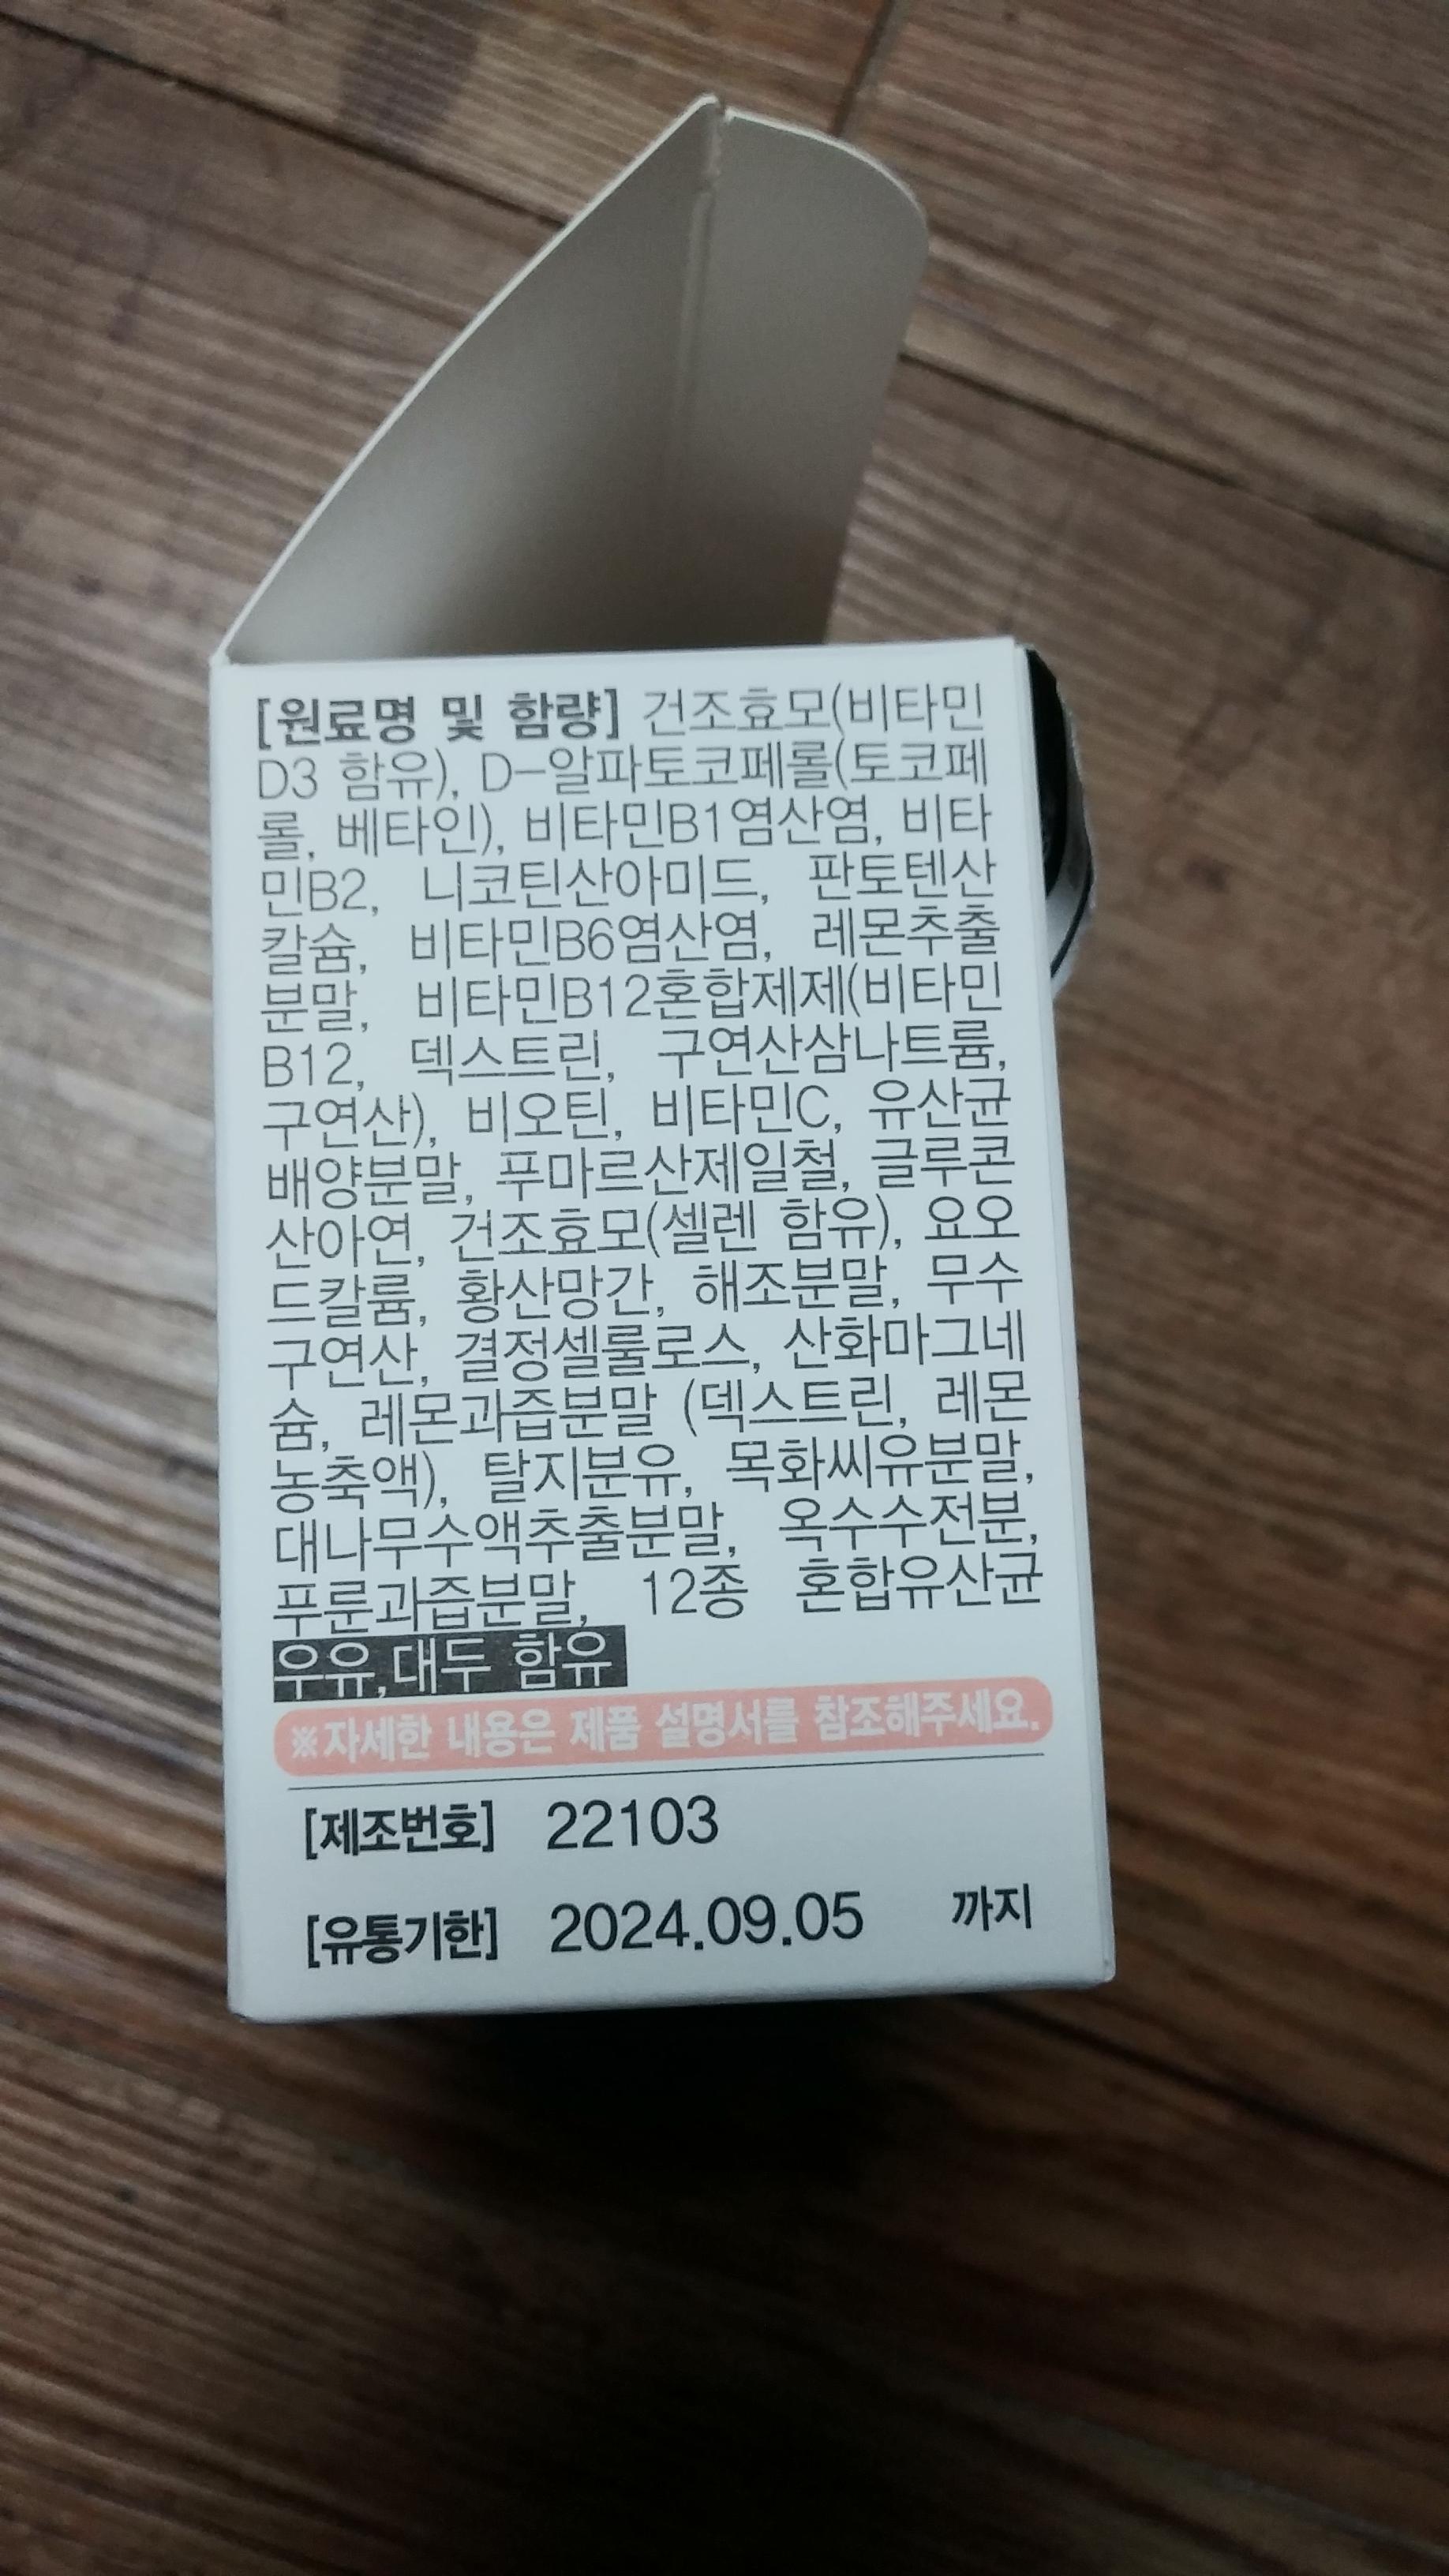 [원료명 및 함량] 건조효모(비타민
D3 함유), D-알파토코페롤(토코페
롤, 베타인), 비타민B1염산염, 비타
민B2, 니코틴산아미드, 판토텐산
칼슘, 비타민B6염산염, 레몬추출
분말, 비타민B12혼합제제(비타민
B12, 덱스트린, 구연산삼나트륨,
구연산), 비오틴, 비타민C, 유산균
배양분말, 푸마르산제일철, 글루콘
산아연, 건조효모(셀렌 함유), 요오
드칼륨, 황산망간, 해조분말, 무수
구연산, 결정셀룰로스, 산화마그네
슘, 레몬과즙분말 (덱스트린, 레몬
농축액), 탈지분유, 목화씨유분말,
대나무수액추출분말, 옥수수전분,
푸룬과즙분말, 12종 혼합유산균
우유,대두 함유
※자세한 내용은 제품 설명서를 참조해주세요.
[제조번호] 22103
[유통기한] 2024.09.05 까지